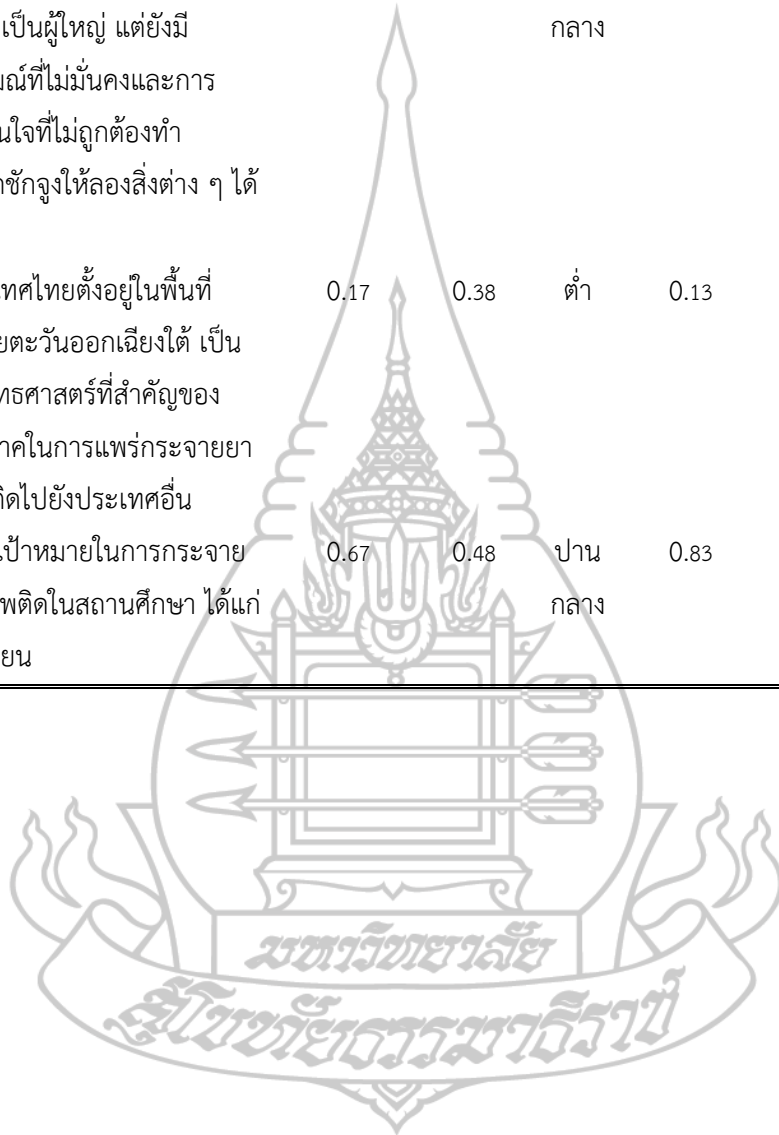 เป็นผู้ใหญ่ แต่ยังมี กลาง
มณ์ที่ไม่มั่นคงและการ
นใจที่ไม่ถูกต้องทำ
ชักจูงให้ลองสิ่งต่าง ๆ ได้
เทศไทยตั้งอยู่ในพื้นที่ 0.17 0.38 ต่ำ 0.13
ยตะวันออกเฉียงใต้ เป็น
ทธศาสตร์ที่สำคัญของ
าคในการแพร่กระจายยา
ติดไปยังประเทศอื่น
เป้าหมายในการกระจาย 0.67 0.48 ปาน 0.83
พติดในสถานศึกษา ได้แก่ กลาง
ยน
มหาวิทยาลัย
สุโขทัยธรรมาธิราช